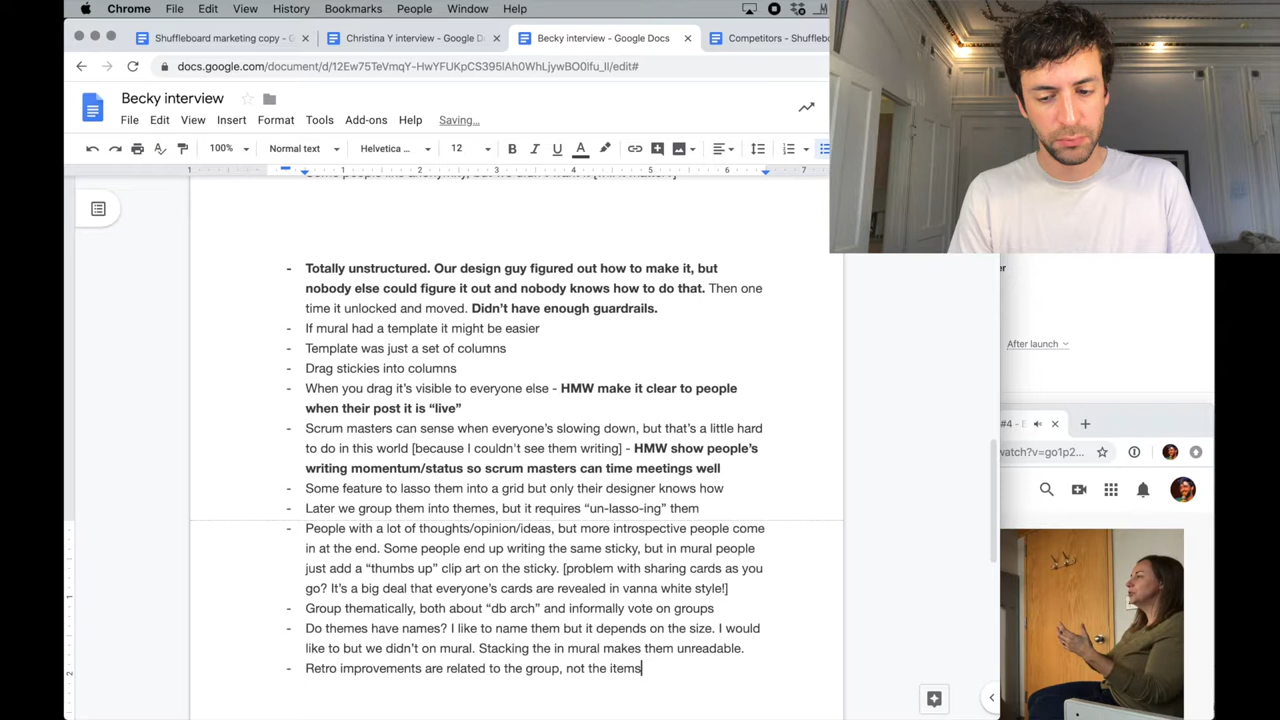 Chrome File Edit View History Bookmarks People Window Help
Shuffleboard marketing copy - G
Christina Y interview - Google D
Becky interview - Google Docs
Competitors - Shuffleb
docs.google.com/document/d/12Ew75TeVmqY-HwYFUKpCS395lAh0WhLjywBO0lfu_lI/edit#
Becky interview
File Edit View Insert Format Tools Add-ons Help Saving...
100% Normal text Helvetica ... 12
1 1 2 3 4 5 6 7
- Totally unstructured. Our design guy figured out how to make it, but
nobody else could figure it out and nobody knows how to do that. Then one
time it unlocked and moved. Didn’t have enough guardrails.
- If mural had a template it might be easier
- Template was just a set of columns
- Drag stickies into columns
- When you drag it’s visible to everyone else - HMW make it clear to people
when their post it is “live”
- Scrum masters can sense when everyone’s slowing down, but that’s a little hard
to do in this world [because I couldn't see them writing] - HMW show people’s
writing momentum/status so scrum masters can time meetings well
- Some feature to lasso them into a grid but only their designer knows how
- Later we group them into themes, but it requires “un-lasso-ing” them
- People with a lot of thoughts/opinion/ideas, but more introspective people come
in at the end. Some people end up writing the same sticky, but in mural people
just add a “thumbs up” clip art on the sticky. [problem with sharing cards as you
go? It’s a big deal that everyone’s cards are revealed in vanna white style!]
- Group thematically, both about “db arch” and informally vote on groups
- Do themes have names? I like to name them but it depends on the size. I would
like to but we didn’t on mural. Stacking the in mural makes them unreadable.
- Retro improvements are related to the group, not the items
1
2
er
After launch
#4 - E
watch?v=go1p2...